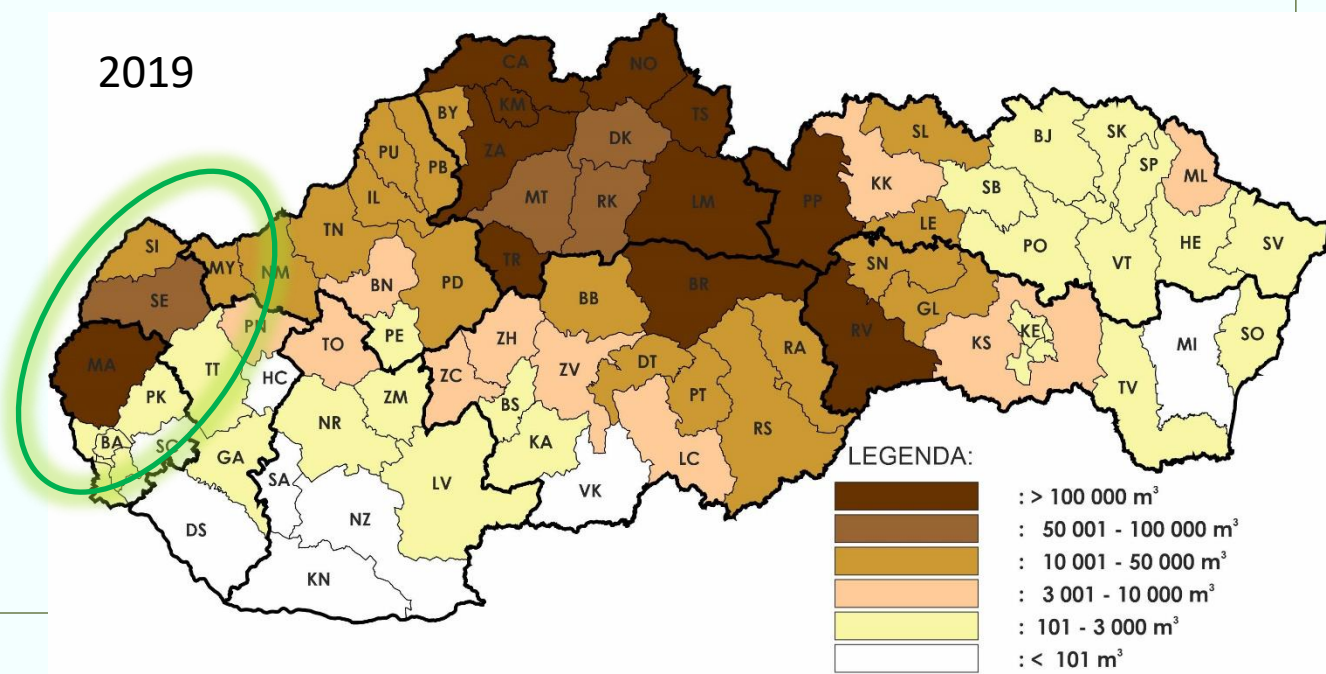 2019
CA
NO
KM
TS
BY
PU
PB
ZA
DK
SL
BJ
SK
SP
ML
IL
MT
RK
LM
PP
KK
SB
SI
MY
NM
TN
TR
LE
PO
HE
SV
VT
SE
BN
PD
BB
BR
SN
GL
MA
PN
TO
PE
ZH
RV
KS
KE
MI
SO
TT
HC
ZC
ZV
DT
RA
PK
ZM
BS
PT
TV
NR
KA
RS
BA
SC
GA
LV
LC
SA
VK
NZ
DS
KN
LEGENDA:
: > 100 000 m³
: 50 001 - 100 000 m³
: 10 001 - 50 000 m³
: 3 001 - 10 000 m³
: 101 - 3 000 m³
: < 101 m³